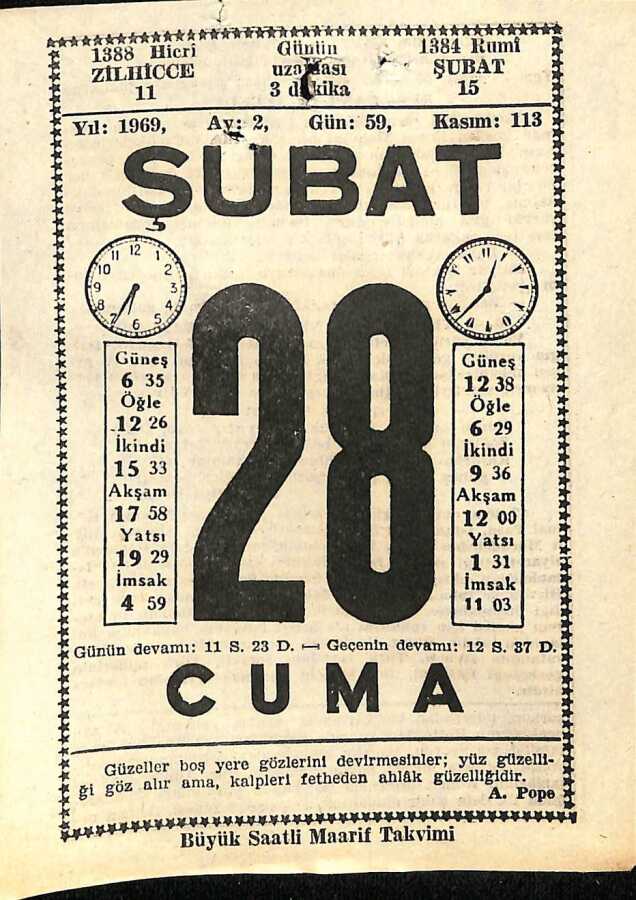 1388 Hicrî
ZİLHİCCE
11
Günün
uzaması
3 dakika
1384 Rumî
ŞUBAT
15
Yıl: 1969, Ay: 2, Gün: 59, Kasım: 113
ŞUBAT
28
Güneş
6 35
Öğle
12 26
İkindi
15 33
Akşam
17 58
Yatsı
19 29
İmsak
4 59
Güneş
12 38
Öğle
6 29
İkindi
9 36
Akşam
12 00
Yatsı
1 31
İmsak
11 03
Günün devamı: 11 S. 23 D. — Geçenin devamı: 12 S. 37 D.
CUMA
Güzeller boş yere gözlerini devirmesinler; yüz güzelli-
ği göz alır ama, kalpleri fetheden ahlâk güzelliğidir.
A. Pope
Büyük Saatli Maarif Takvimi